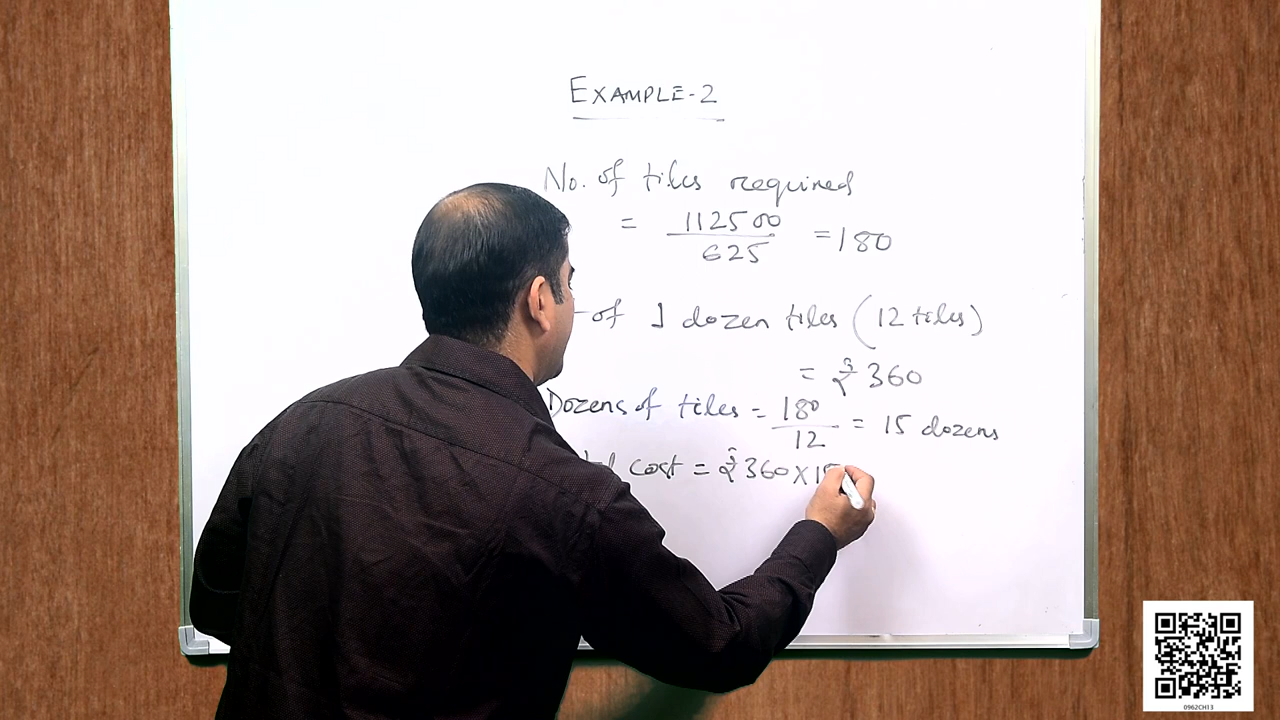 EXAMPLE-2
No. of tiles required
= 112500 / 625 = 180
of 1 dozen tiles (12 tiles)
= ₹ 360
Dozens of tiles = 180 / 12 = 15 dozens
cost = ₹ 360 X 15
0962CH13